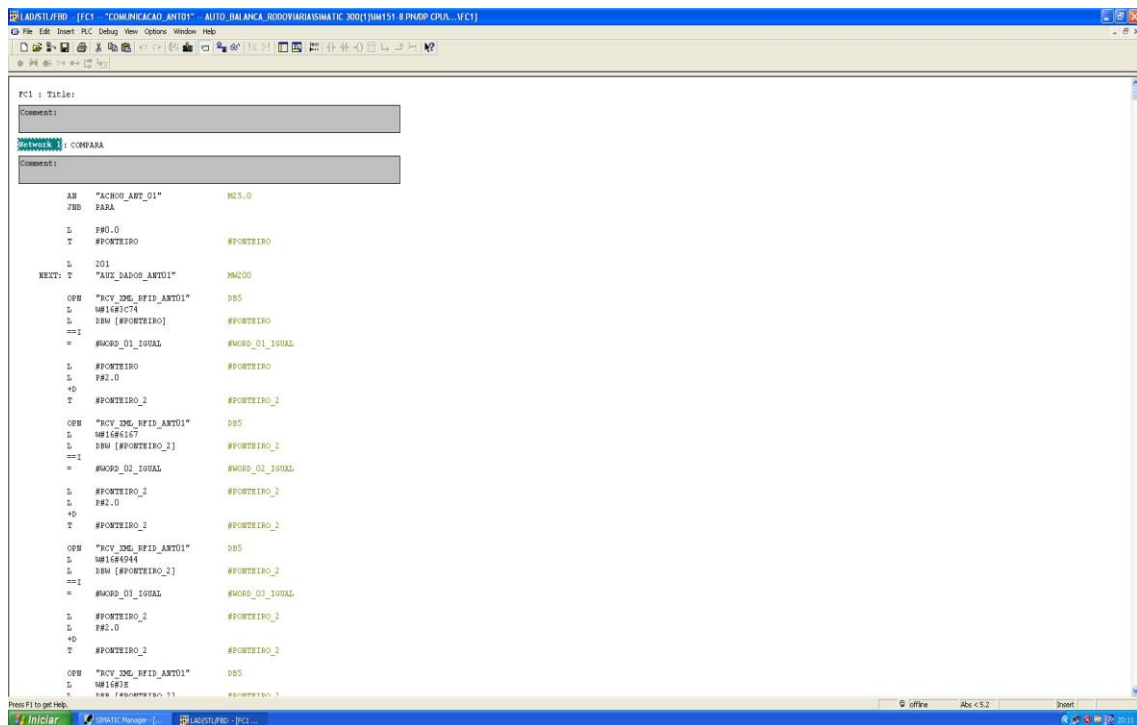 LAD/STL/FBD - [FC1 -- "COMUNICACAO_ANT01" -- AUTO_BALANCA_RODOVIARIA\SIMATIC 300(1)\IM151-8 PN/DP CPU\...\FC1]
File Edit Insert PLC Debug View Options Window Help
FC1 : Title:
Comment:
Network 1: COMPARA
Comment:
AN "ACHOU_ANT_01" M25.0
JNB PARA
L P#0.0
T #PONTEIRO #PONTEIRO
L 201
NEXT: T "AUX_DADOS_ANT01" MW200
OPN "RCV_XML_RFID_ANT01" DB5
L W#16#3C74
L DBW [#PONTEIRO] #PONTEIRO
==I
= #WORD_01_IGUAL #WORD_01_IGUAL
L #PONTEIRO #PONTEIRO
L P#2.0
+D
T #PONTEIRO_2 #PONTEIRO_2
OPN "RCV_XML_RFID_ANT01" DB5
L W#16#6167
L DBW [#PONTEIRO_2] #PONTEIRO_2
==I
= #WORD_02_IGUAL #WORD_02_IGUAL
L #PONTEIRO_2 #PONTEIRO_2
L P#2.0
+D
T #PONTEIRO_2 #PONTEIRO_2
OPN "RCV_XML_RFID_ANT01" DB5
L W#16#4944
L DBW [#PONTEIRO_2] #PONTEIRO_2
==I
= #WORD_03_IGUAL #WORD_03_IGUAL
L #PONTEIRO_2 #PONTEIRO_2
L P#2.0
+D
T #PONTEIRO_2 #PONTEIRO_2
OPN "RCV_XML_RFID_ANT01" DB5
L W#16#3E
L DBB [#PONTEIRO_2] #PONTEIRO_2
Press F1 to get Help. offline Abs < 5.2 Insert
Iniciar SIMATIC Manager - [... LAD/STL/FBD - [FC1 ... 20:11